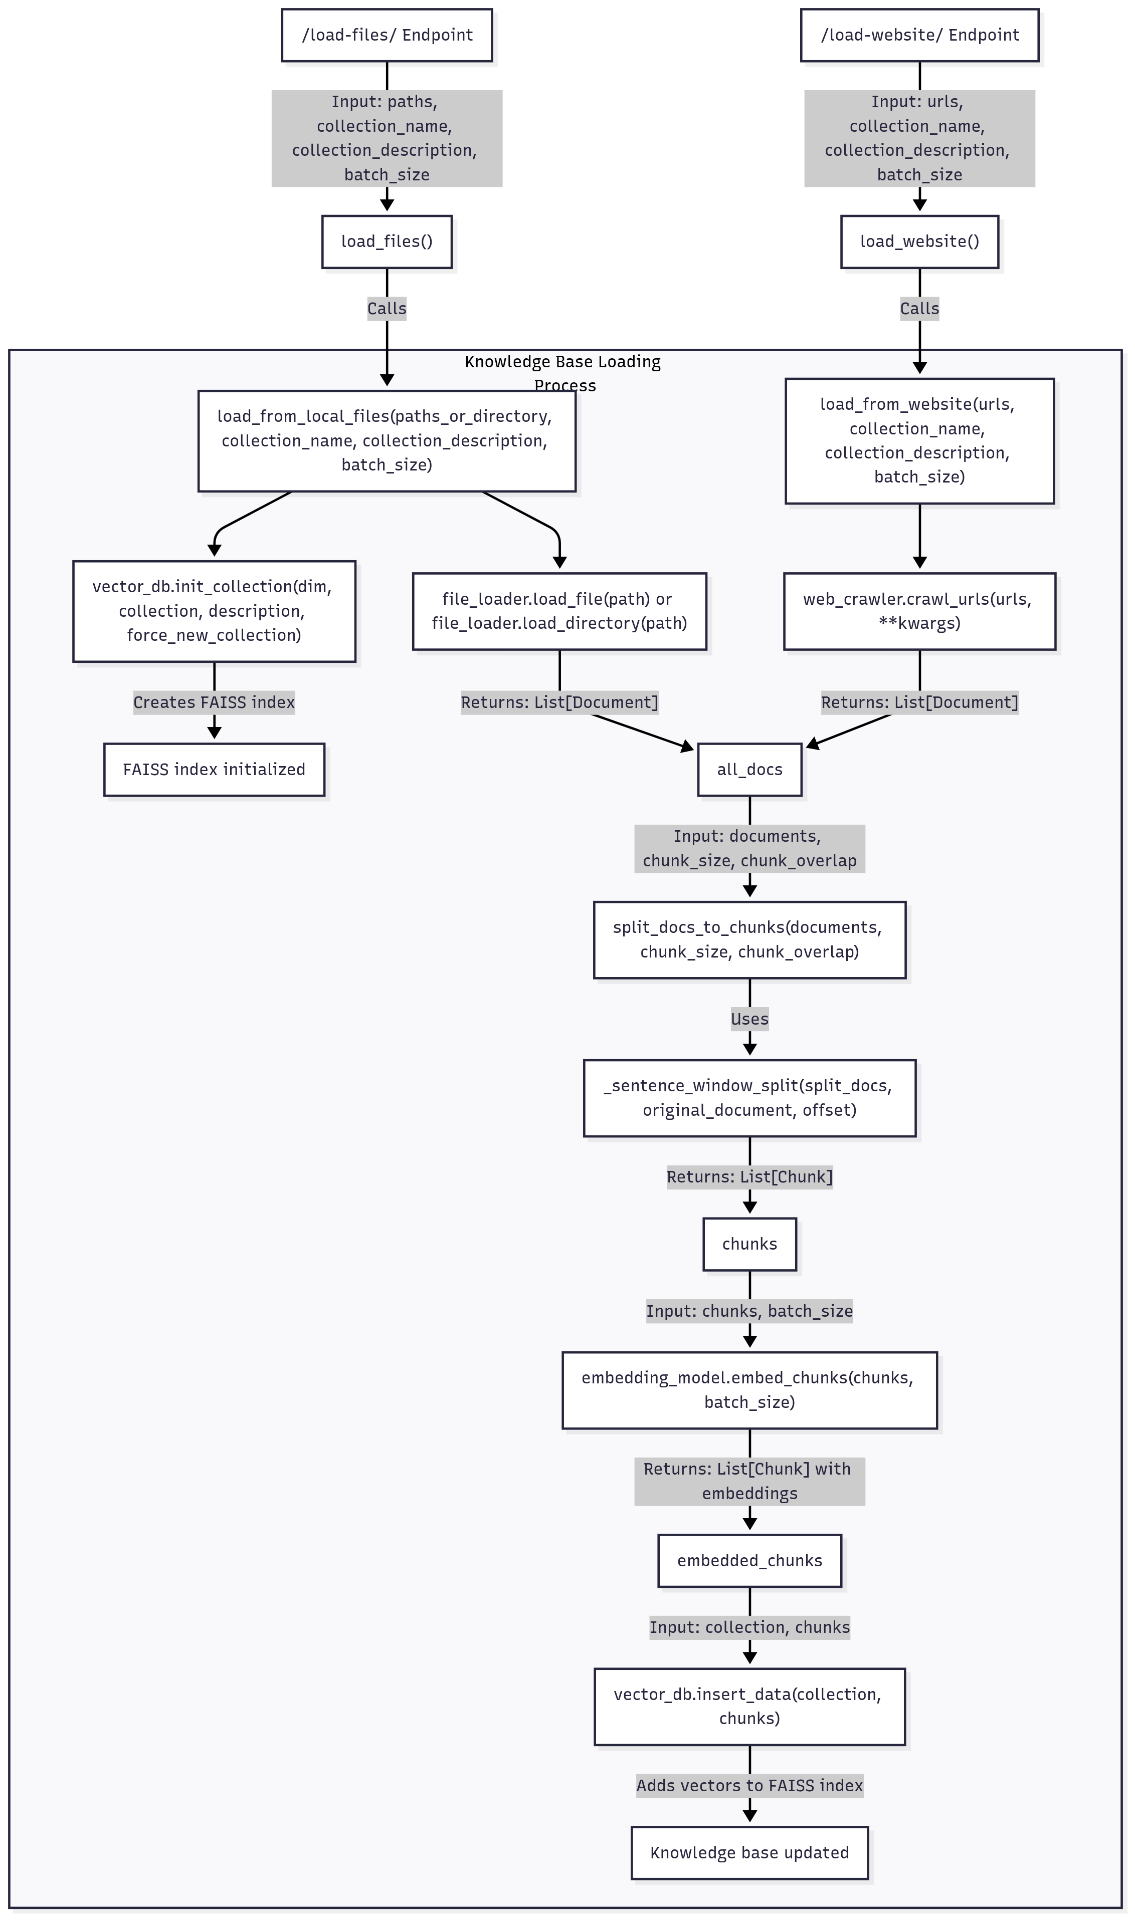 /load-files/ Endpoint
/load-website/ Endpoint
Input: paths,
collection_name,
collection_description,
batch_size
Input: urls,
collection_name,
collection_description,
batch_size
load_files()
load_website()
Calls
Calls
Knowledge Base Loading
Process
load_from_local_files(paths_or_directory,
collection_name, collection_description,
batch_size)
load_from_website(urls,
collection_name,
collection_description,
batch_size)
vector_db.init_collection(dim,
collection, description,
force_new_collection)
file_loader.load_file(path) or
file_loader.load_directory(path)
web_crawler.crawl_urls(urls,
**kwargs)
Creates FAISS index
Returns: List[Document]
Returns: List[Document]
FAISS index initialized
all_docs
Input: documents,
chunk_size, chunk_overlap
split_docs_to_chunks(documents,
chunk_size, chunk_overlap)
Uses
_sentence_window_split(split_docs,
original_document, offset)
Returns: List[Chunk]
chunks
Input: chunks, batch_size
embedding_model.embed_chunks(chunks,
batch_size)
Returns: List[Chunk] with
embeddings
embedded_chunks
Input: collection, chunks
vector_db.insert_data(collection,
chunks)
Adds vectors to FAISS index
Knowledge base updated